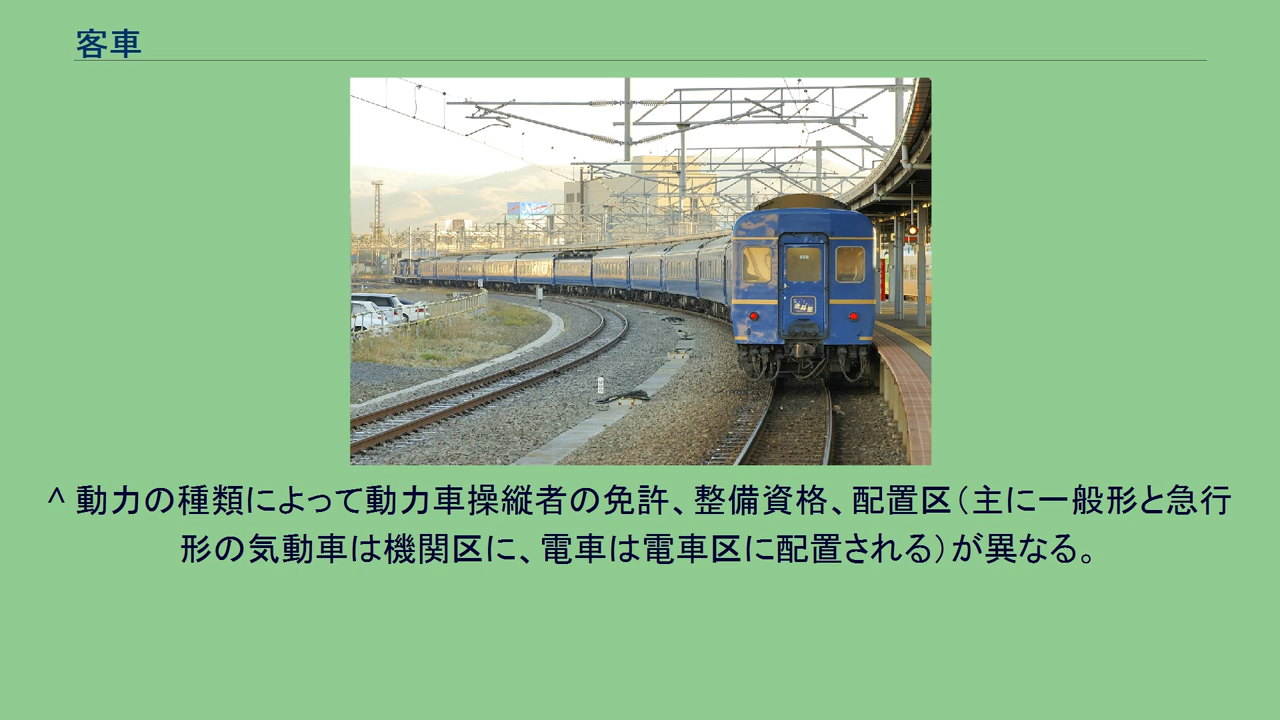 客車
^ 動力の種類によって動力車操縦者の免許、整備資格、配置区（主に一般形と急行
形の気動車は機関区に、電車は電車区に配置される）が異なる。